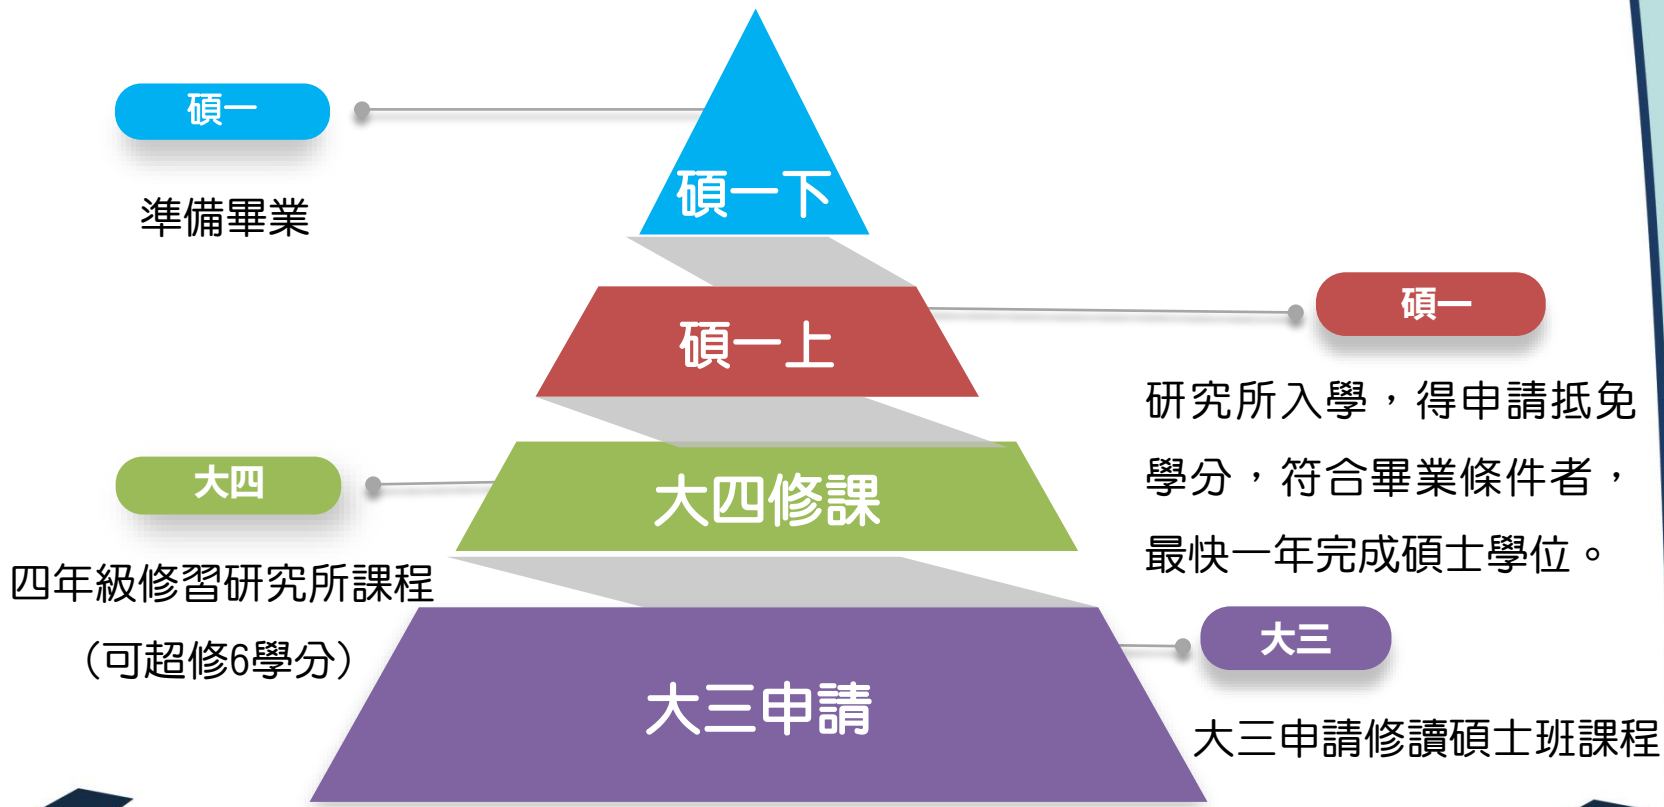 碩一
準備畢業
碩一下
碩一上
碩一
研究所入學，得申請抵免
學分，符合畢業條件者，
最快一年完成碩士學位。
大四
四年級修習研究所課程
(可超修6學分)
大四修課
大三申請
大三
大三申請修讀碩士班課程